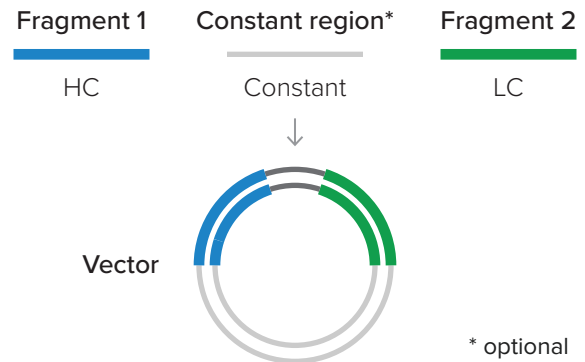 Fragment 1
Constant region*
Fragment 2
HC
Constant
LC
Vector
* optional